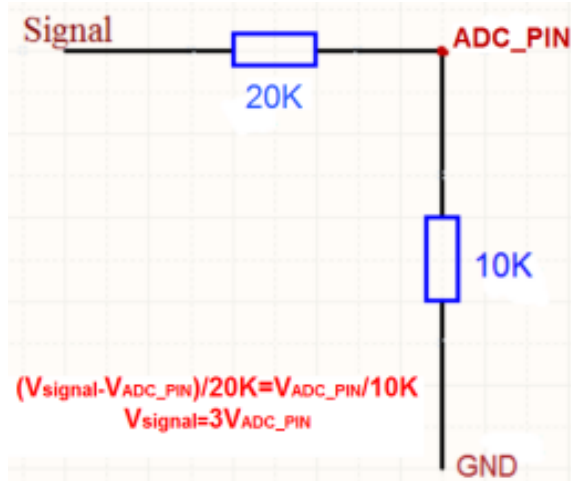 Signal
ADC_PIN
20K
10K
(Vsignal-VADC_PIN)/20K=VADC_PIN/10K
Vsignal=3VADC_PIN
GND